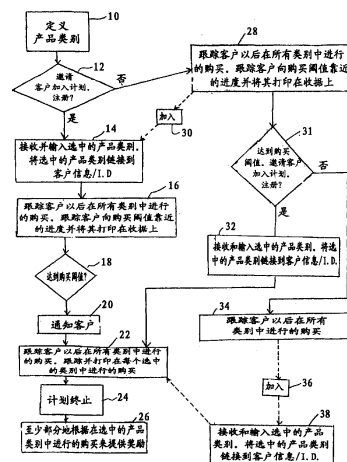 10
定义
产品类别
12
邀请
客户加入计划,
注册?
否
是
14
接收并输入选中的产品类别,
将选中的产品类别链接到
客户信息/I.D
16
跟踪客户以后在所有类别中进行
的购买、跟踪客户向购买阈值靠近
的进度并将其打印在收据上
18
达到购买阈值?
20
通知客户
22
跟踪客户以后在所有类别中进行
的购买、跟踪并打印在每个选中
的类别中进行的购买
计划终止
24
26
至少部分地根据在选中的产品
类别中进行的购买来提供奖励
28
跟踪客户以后在所有类别中进行
的购买、跟踪客户向购买阈值靠近
的进度并将其打印在收据上
加入
30
31
达到购买
阈值,邀请客户
加入计划,
注册?
否
是
32
接收和输入选中的产品类别,将选
中的产品类别链接到客户信息/I.D.
34
跟踪客户以后在所有
类别中进行的购买
加入
36
38
接收和输入选中的产品
类别,将选中的产品类别
链接到客户信息/I.D.